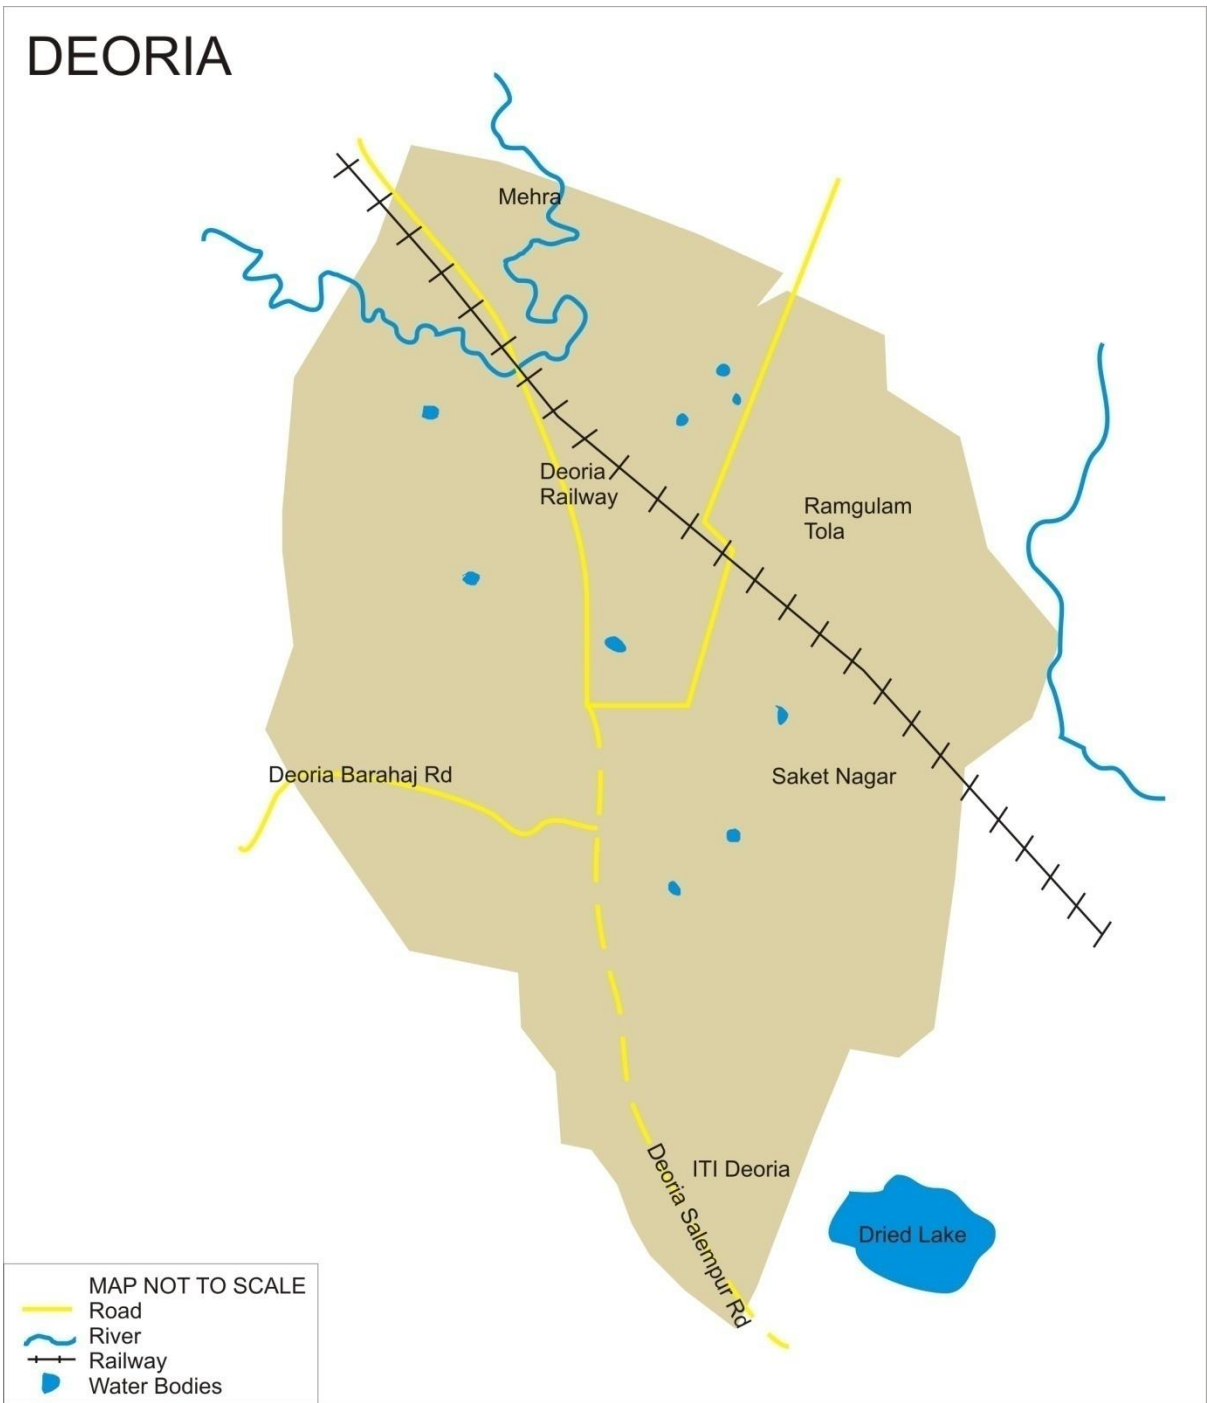 DEORIA
Mehra
Deoria
Railway
Ramgulam
Tola
Deoria Barahaj Rd
Saket Nagar
ITI Deoria
Deoria Salempur Rd
Dried Lake
MAP NOT TO SCALE
Road
River
Railway
Water Bodies